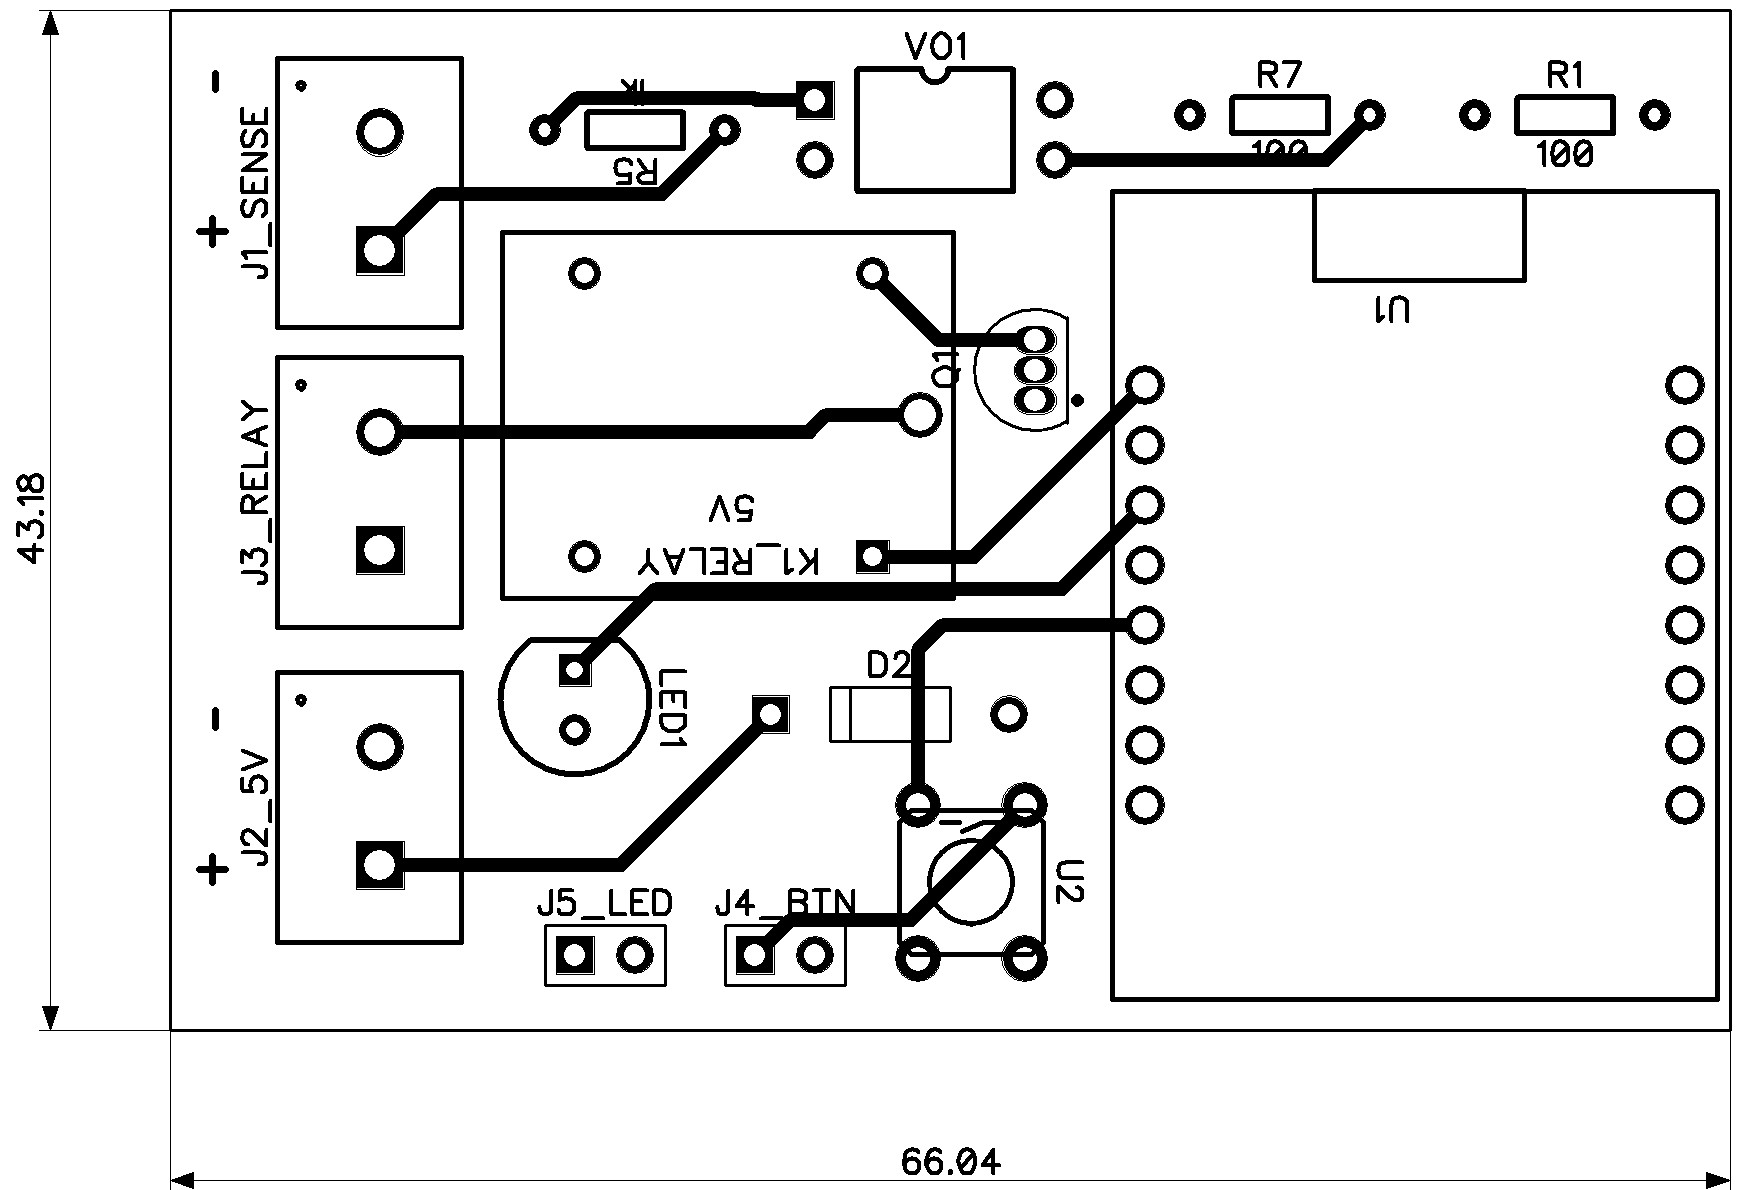 VO1
R7
R1
1K
-
100
100
R5
J1_SENSE
+
U1
Q1
5V
J3_RELAY
43.18
K1_RELAY
D2
LED1
-
J2_5V
+
U2
J5_LED
J4_BTN
66.04